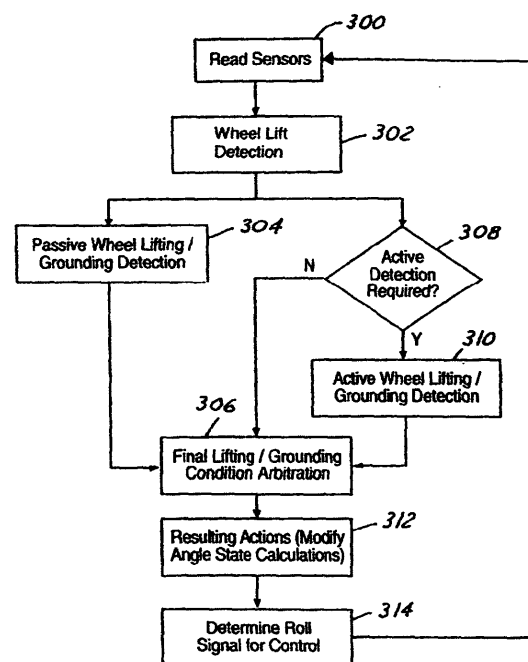 300
Read Sensors
302
Wheel Lift
Detection
304
Passive Wheel Lifting /
Grounding Detection
308
Active
Detection
Required?
N
Y
310
Active Wheel Lifting /
Grounding Detection
306
Final Lifting / Grounding
Condition Arbitration
312
Resulting Actions (Modify
Angle State Calculations)
314
Determine Roll
Signal for Control